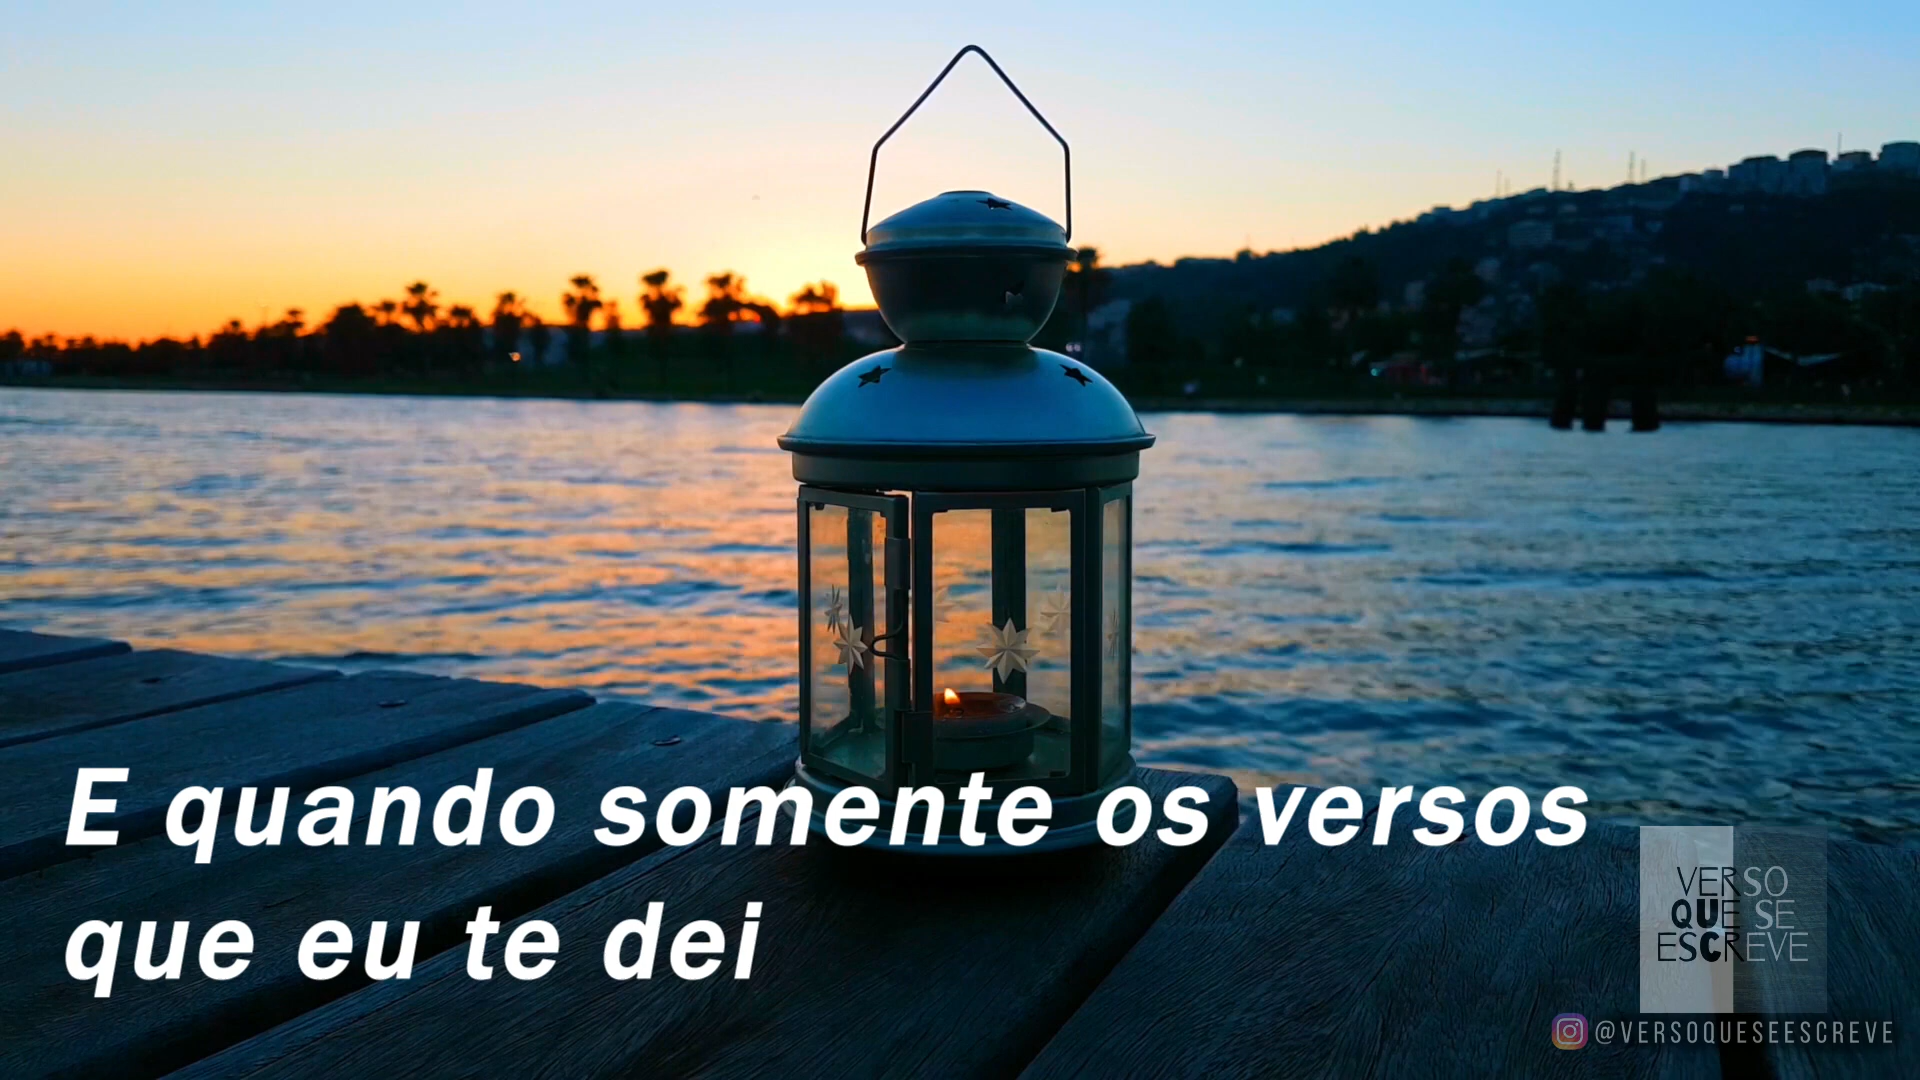 E quando somente os versos
que eu te dei
VERSO
QUE SE
ESCREVE
@VERSOQUESEESCREVE